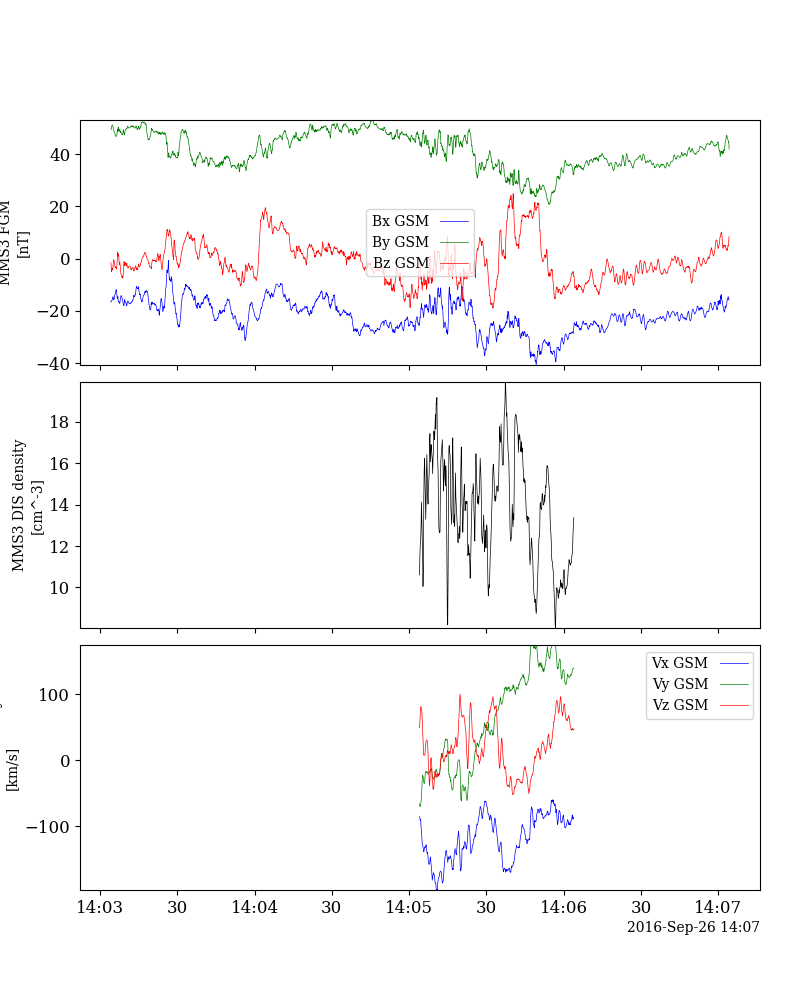 MMS3 FGM
[nT]
40
20
0
−20
−40
Bx GSM
By GSM
Bz GSM
MMS3 DIS density
[cm^-3]
18
16
14
12
10
[km/s]
100
0
−100
Vx GSM
Vy GSM
Vz GSM
14:03 30 14:04 30 14:05 30 14:06 30 14:07
2016-Sep-26 14:07